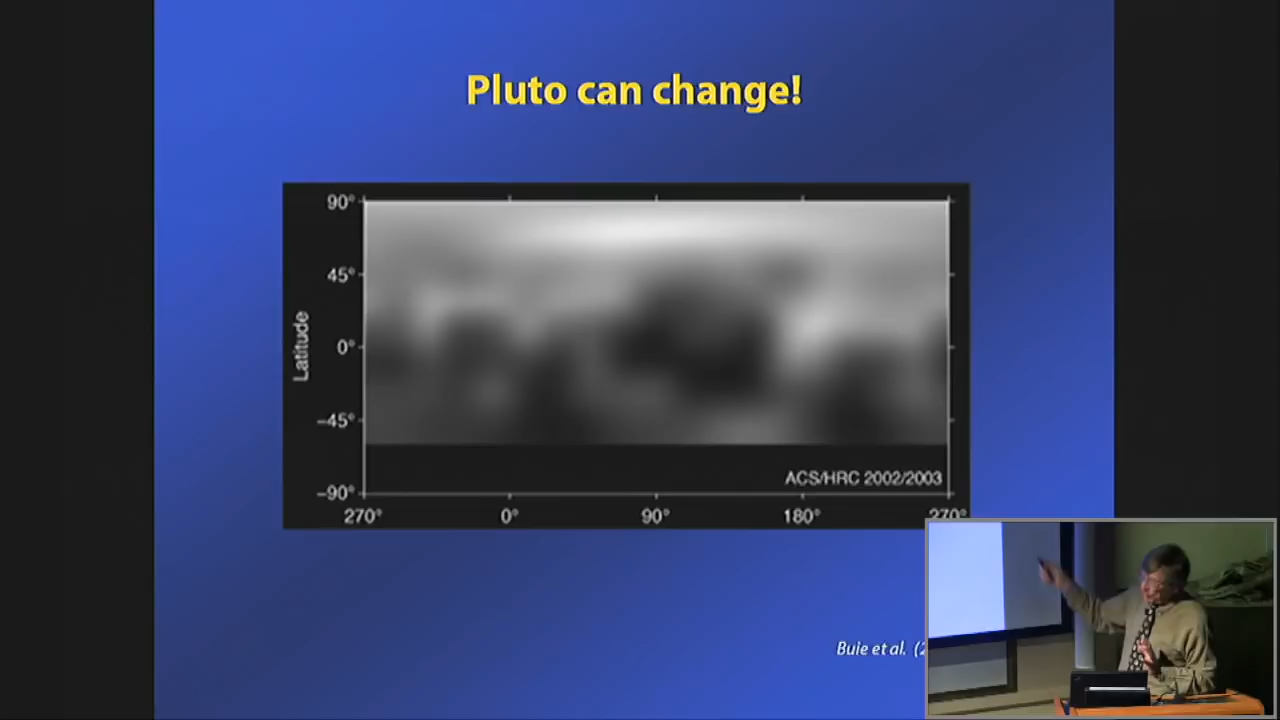 Pluto can change!
90°
45°
0°
−45°
−90°
Latitude
ACS/HRC 2002/2003
270° 0° 90° 180° 270°
Buie et al.